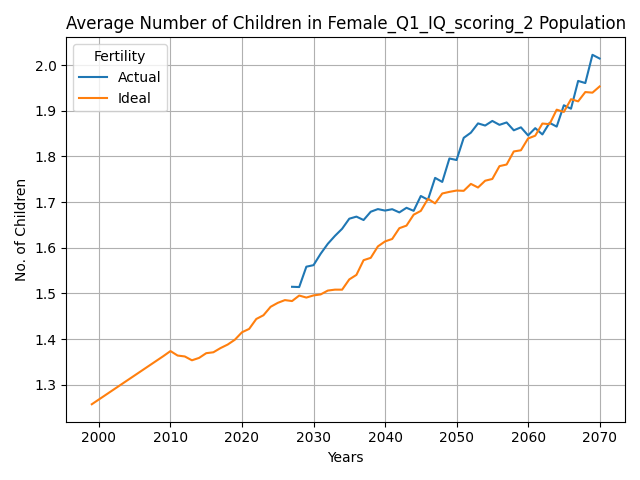 Average Number of Children in Female_Q1_IQ_scoring_2 Population
Fertility
Actual
Ideal
No. of Children
2.0
1.9
1.8
1.7
1.6
1.5
1.4
1.3
2000 2010 2020 2030 2040 2050 2060 2070
Years